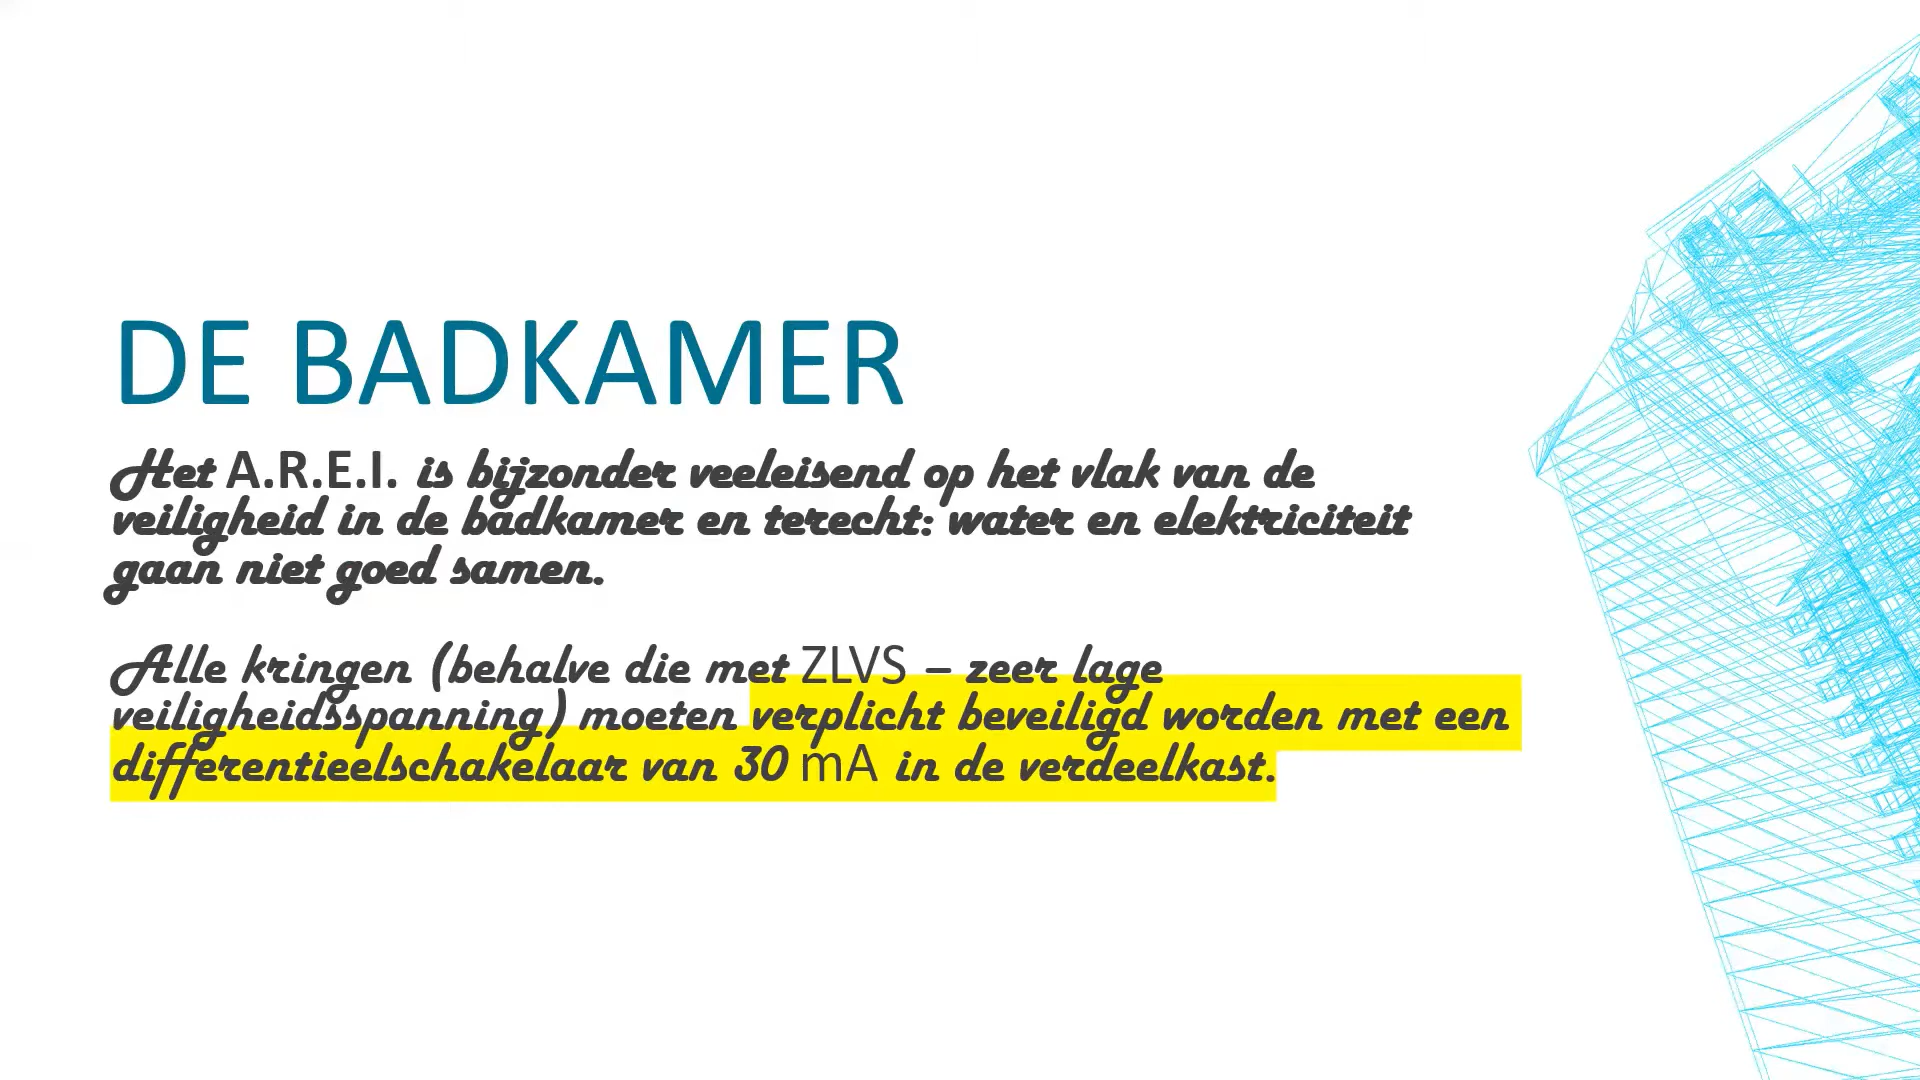 DE BADKAMER
Het A.R.E.I. is bijzonder veeleisend op het vlak van de
veiligheid in de badkamer en terecht: water en elektriciteit
gaan niet goed samen.
Alle kringen (behalve die met ZLVS – zeer lage
veiligheidsspanning) moeten verplicht beveiligd worden met een
differentieelschakelaar van 30 mA in de verdeelkast.